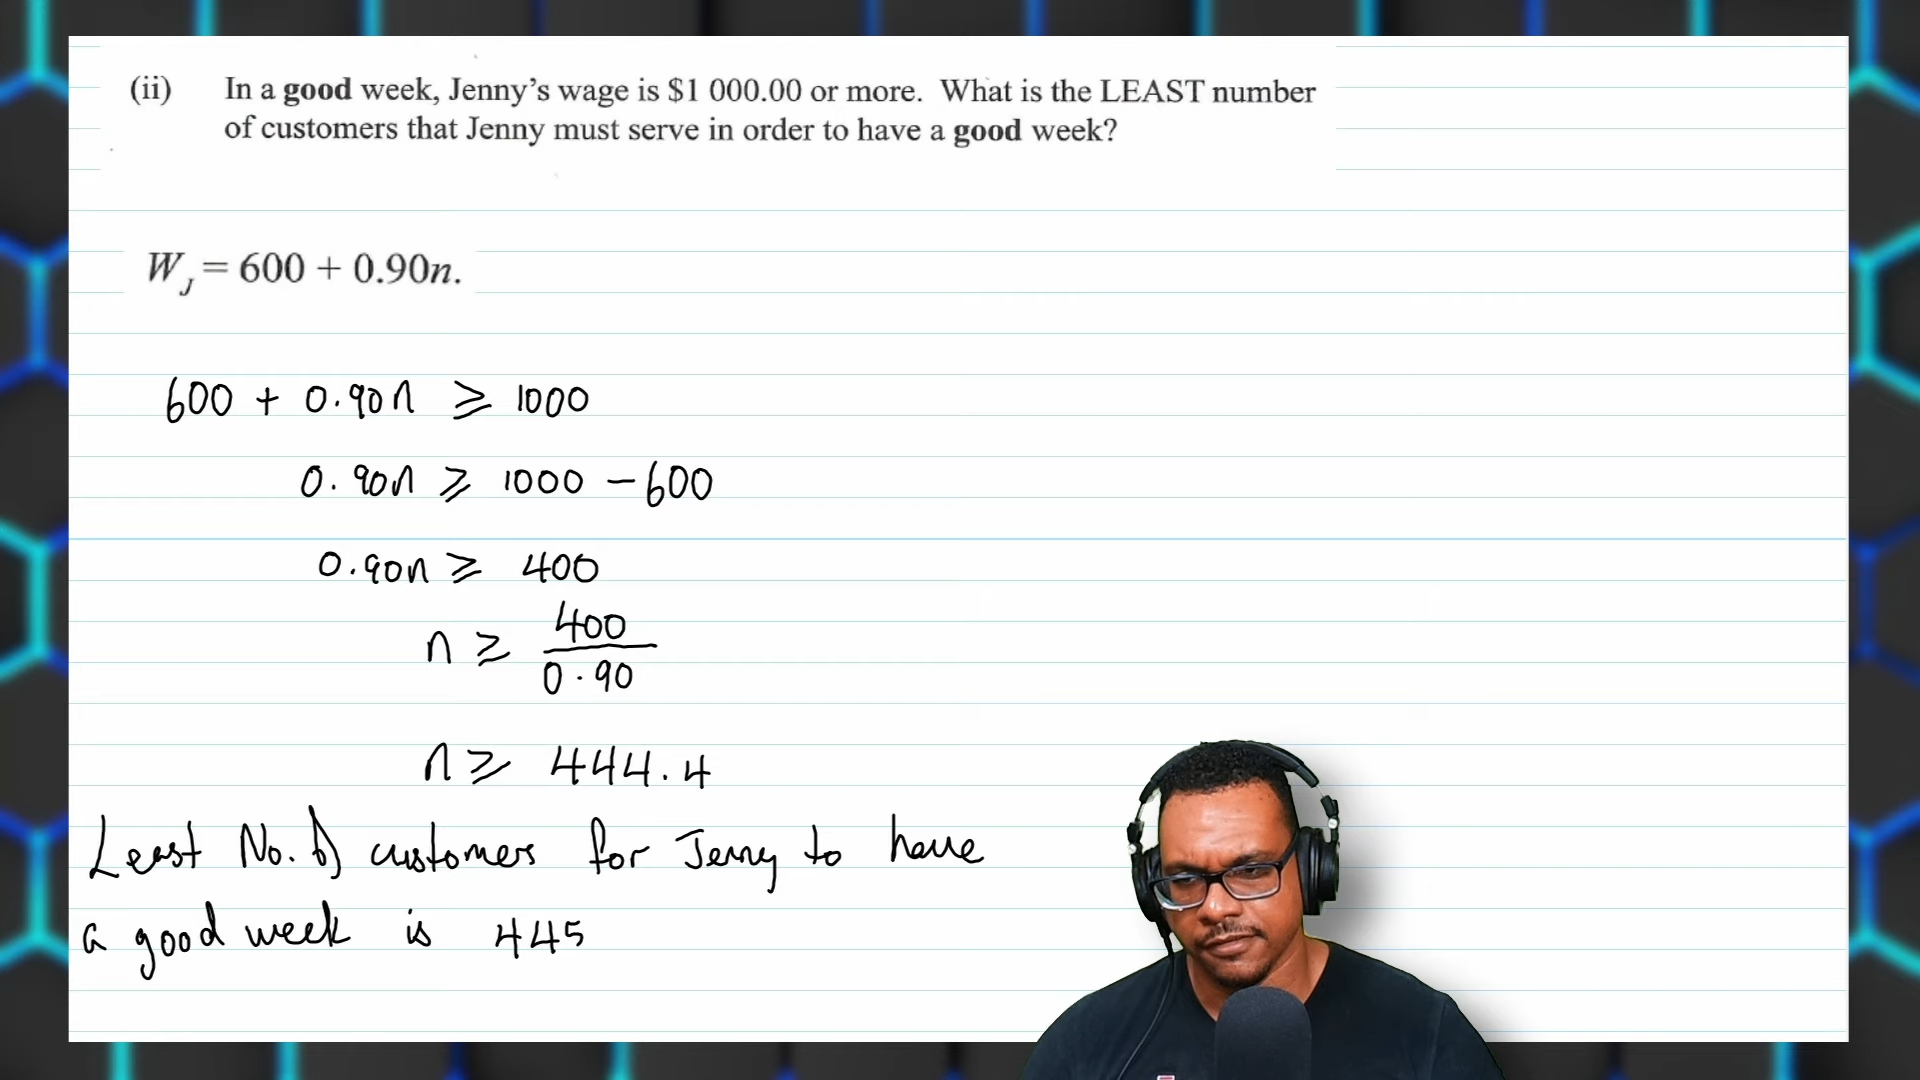 (ii) In a good week, Jenny's wage is $1 000.00 or more. What is the LEAST number
of customers that Jenny must serve in order to have a good week?
W_J = 600 + 0.90n.
600 + 0.90n ⩾ 1000
0.90n ⩾ 1000 - 600
0.90n ⩾ 400
n ⩾ 400/0.90
n ⩾ 444.4
Least No. of customers for Jenny to have
a good week is 445